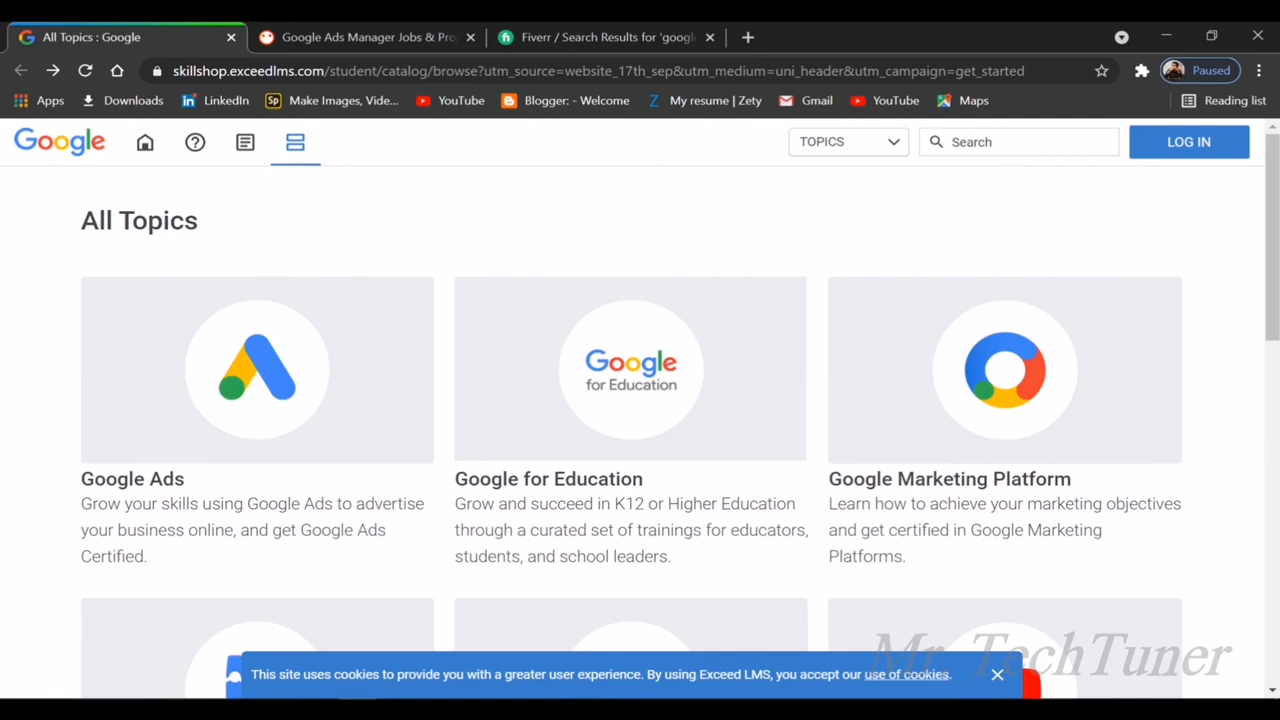 All Topics : Google
Google Ads Manager Jobs & Pro
Fiverr / Search Results for 'googl
skillshop.exceedlms.com/student/catalog/browse?utm_source=website_17th_sep&utm_medium=uni_header&utm_campaign=get_started
Paused
Apps
Downloads
LinkedIn
Make Images, Vide...
YouTube
Blogger: - Welcome
My resume | Zety
Gmail
YouTube
Maps
Reading list
Google
TOPICS
Search
LOG IN
All Topics
Google
for Education
Google Ads
Grow your skills using Google Ads to advertise
your business online, and get Google Ads
Certified.
Google for Education
Grow and succeed in K12 or Higher Education
through a curated set of trainings for educators,
students, and school leaders.
Google Marketing Platform
Learn how to achieve your marketing objectives
and get certified in Google Marketing
Platforms.
This site uses cookies to provide you with a greater user experience. By using Exceed LMS, you accept our use of cookies.
Mr. TechTuner